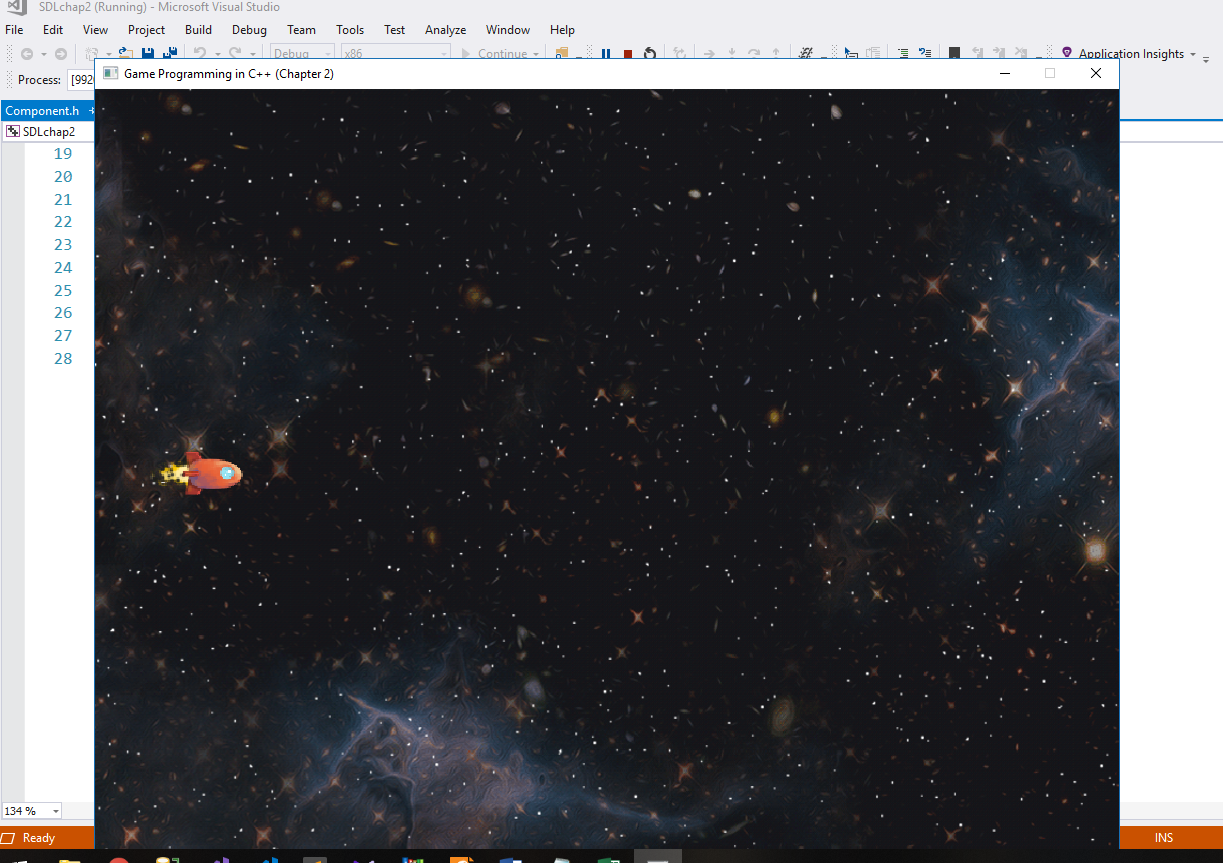 SDLchap2 (Running) - Microsoft Visual Studio
File Edit View Project Build Debug Team Tools Test Analyze Window Help
Debug x86 Continue Application Insights
Process: [992
Game Programming in C++ (Chapter 2)
Component.h
SDLchap2
19
20
21
22
23
24
25
26
27
28
134 %
Ready INS